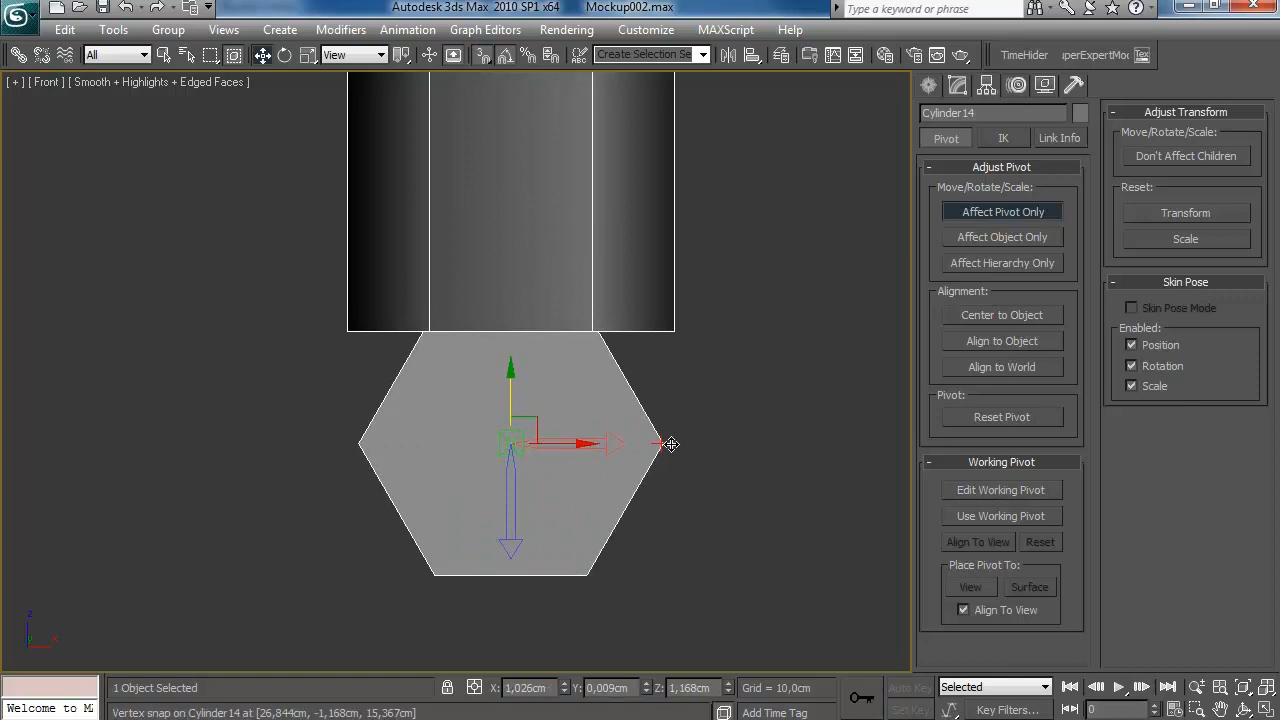 Autodesk 3ds Max 2010 SP1 x64 Mockup002.max
Type a keyword or phrase
Edit Tools Group Views Create Modifiers Animation Graph Editors Rendering Customize MAXScript Help
All View Create Selection Se TimeHider
[ + ] [ Front ] [ Smooth + Highlights + Edged Faces ]
Cylinder14
Pivot IK Link Info
- Adjust Pivot
Move/Rotate/Scale:
Affect Pivot Only
Affect Object Only
Affect Hierarchy Only
Alignment:
Center to Object
Align to Object
Align to World
Pivot:
Reset Pivot
- Working Pivot
Edit Working Pivot
Use Working Pivot
Align To View Reset
Place Pivot To:
View Surface
Align To View
- Adjust Transform
Move/Rotate/Scale:
Don't Affect Children
Reset:
Transform
Scale
- Skin Pose
Skin Pose Mode
Enabled:
Position
Rotation
Scale
z
y x
1 Object Selected X: 1,026cm Y: 0,009cm Z: 1,168cm Grid = 10,0cm Auto Key Selected
Welcome to M Vertex snap on Cylinder14 at [26,844cm, -1,168cm, 15,367cm] Add Time Tag Set Key Key Filters... 0